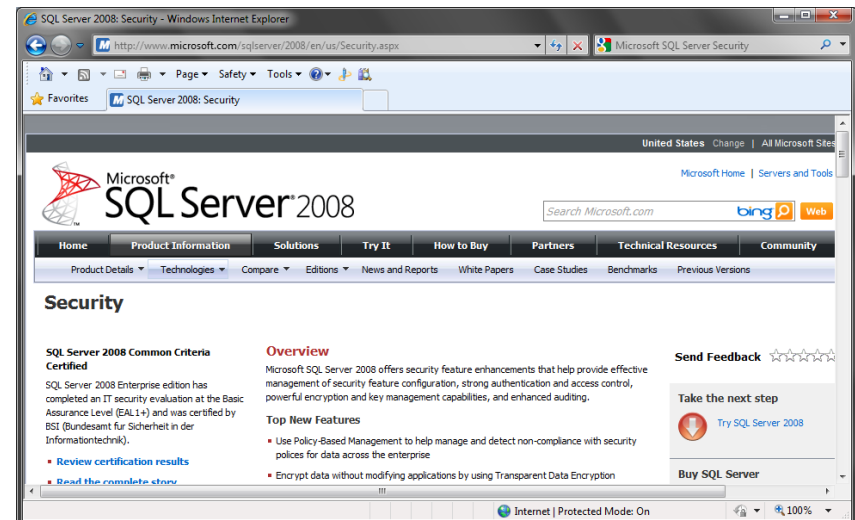 SQL Server 2008: Security - Windows Internet Explorer
http://www.microsoft.com/sqlserver/2008/en/us/Security.aspx
Microsoft SQL Server Security
Page Safety Tools
Favorites
SQL Server 2008: Security
United States Change | All Microsoft Sites
Microsoft Home | Servers and Tools
Microsoft®
SQL Server®2008
Search Microsoft.com
bing
Web
Home Product Information Solutions Try It How to Buy Partners Technical Resources Community
Product Details Technologies Compare Editions News and Reports White Papers Case Studies Benchmarks Previous Versions
Security
SQL Server 2008 Common Criteria
Certified
SQL Server 2008 Enterprise edition has
completed an IT security evaluation at the Basic
Assurance Level (EAL1+) and was certified by
BSI (Bundesamt fur Sicherheit in der
Informationtechnik).
▪ Review certification results
▪ Read the complete story
Overview
Microsoft SQL Server 2008 offers security feature enhancements that help provide effective
management of security feature configuration, strong authentication and access control,
powerful encryption and key management capabilities, and enhanced auditing.
Top New Features
▪ Use Policy-Based Management to help manage and detect non-compliance with security
polices for data across the enterprise
▪ Encrypt data without modifying applications by using Transparent Data Encryption
Send Feedback
Take the next step
Try SQL Server 2008
Buy SQL Server
Internet | Protected Mode: On
100%